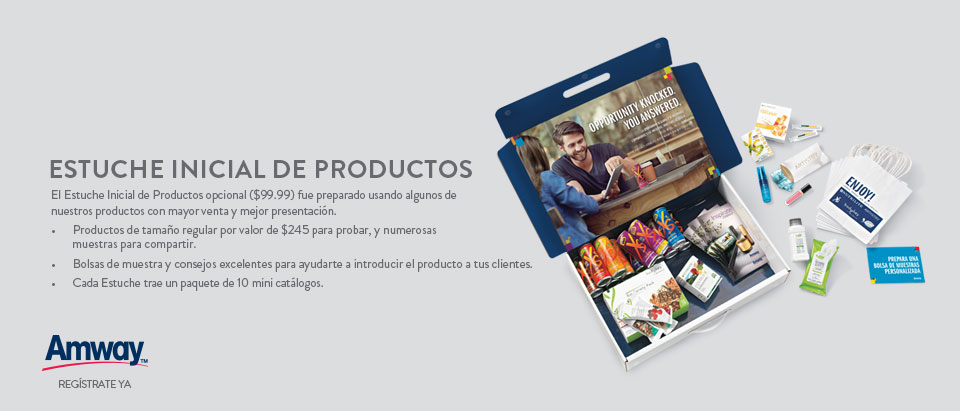 ESTUCHE INICIAL DE PRODUCTOS
El Estuche Inicial de Productos opcional ($99.99) fue preparado usando algunos de
nuestros productos con mayor venta y mejor presentación.
• Productos de tamaño regular por valor de $245 para probar, y numerosas
muestras para compartir.
• Bolsas de muestra y consejos excelentes para ayudarte a introducir el producto a tus clientes.
• Cada Estuche trae un paquete de 10 mini catálogos.
Amway™
REGÍSTRATE YA
OPPORTUNITY KNOCKED.
YOU ANSWERED.
XS
XS
XS
ENJOY!
PREPARA UNA
BOLSA DE MUESTRAS
PERSONALIZADA